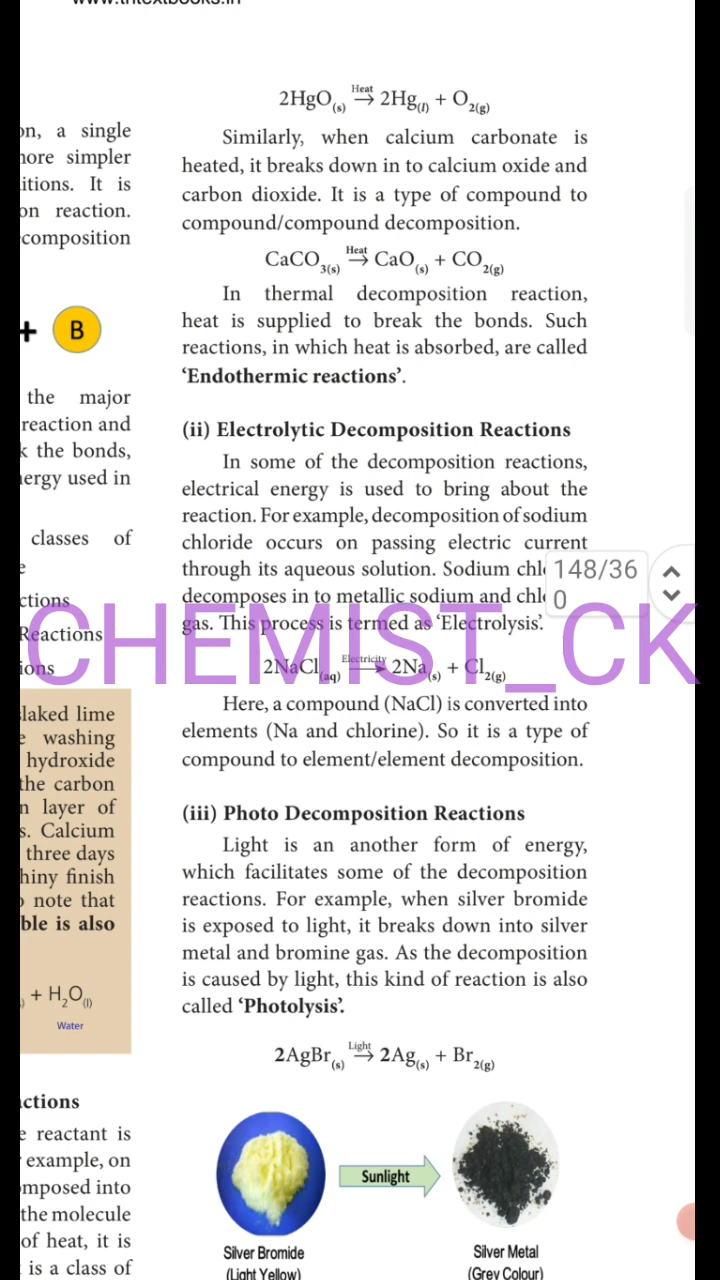 www.tntextbooks.in
on, a single
more simpler
itions. It is
on reaction.
composition
+ B
the major
reaction and
k the bonds,
nergy used in
classes of
e
ctions
Reactions
ions
slaked lime
e washing
hydroxide
the carbon
n layer of
s. Calcium
three days
hiny finish
o note that
ble is also
+ H₂O(l)
Water
actions
e reactant is
example, on
omposed into
the molecule
of heat, it is
is a class of
2HgO(s) Heat→ 2Hg(l) + O2(g)
Similarly, when calcium carbonate is
heated, it breaks down in to calcium oxide and
carbon dioxide. It is a type of compound to
compound/compound decomposition.
CaCO3(s) Heat→ CaO(s) + CO2(g)
In thermal decomposition reaction,
heat is supplied to break the bonds. Such
reactions, in which heat is absorbed, are called
‘Endothermic reactions’.
(ii) Electrolytic Decomposition Reactions
In some of the decomposition reactions,
electrical energy is used to bring about the
reaction. For example, decomposition of sodium
chloride occurs on passing electric current
through its aqueous solution. Sodium chl
decomposes in to metallic sodium and chl
gas. This process is termed as ‘Electrolysis’.
148/36
0
CHEMIST_CK
2NaCl(aq) Electricity→ 2Na(s) + Cl2(g)
Here, a compound (NaCl) is converted into
elements (Na and chlorine). So it is a type of
compound to element/element decomposition.
(iii) Photo Decomposition Reactions
Light is an another form of energy,
which facilitates some of the decomposition
reactions. For example, when silver bromide
is exposed to light, it breaks down into silver
metal and bromine gas. As the decomposition
is caused by light, this kind of reaction is also
called ‘Photolysis’.
2AgBr(s) Light→ 2Ag(s) + Br2(g)
Sunlight
Silver Bromide
(Light Yellow)
Silver Metal
(Grey Colour)